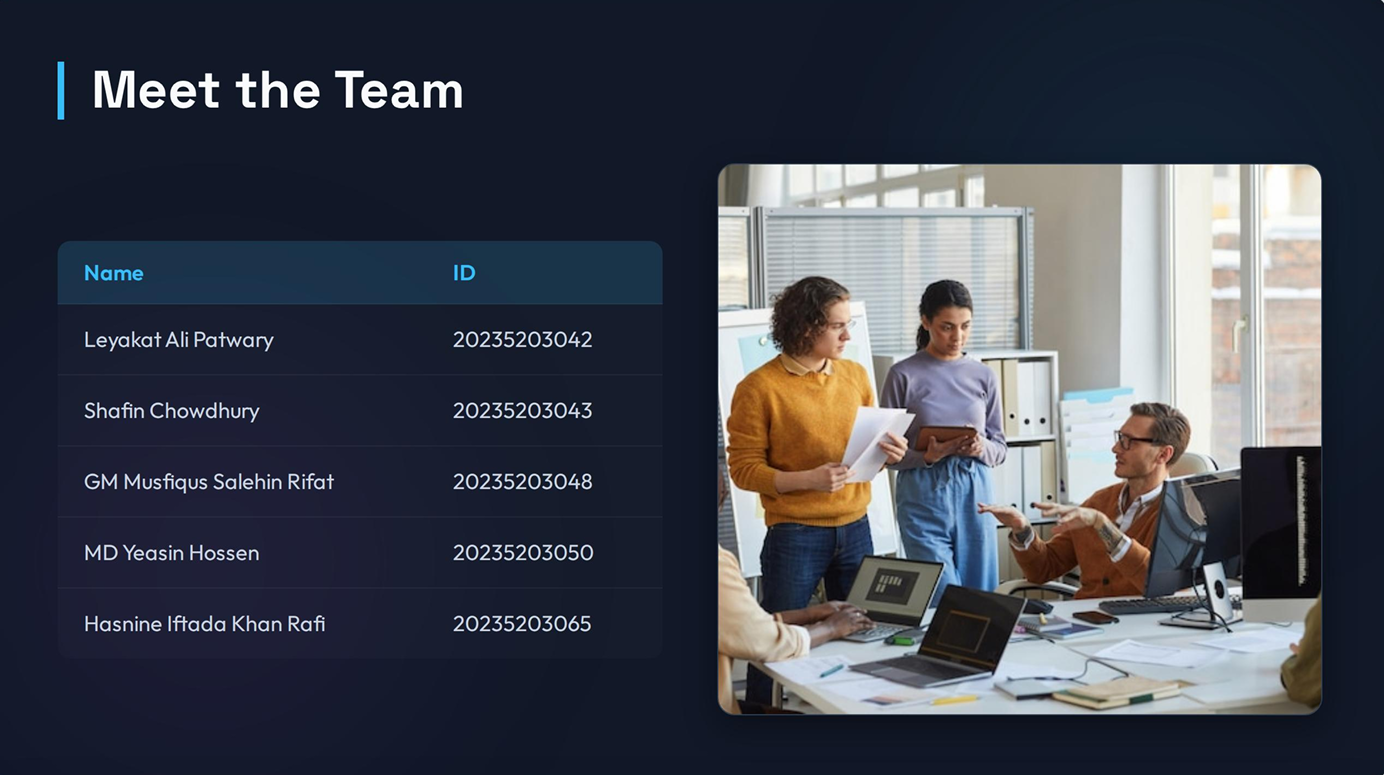 Meet the Team
Name ID
Leyakat Ali Patwary 20235203042
Shafin Chowdhury 20235203043
GM Musfiqus Salehin Rifat 20235203048
MD Yeasin Hossen 20235203050
Hasnine Iftada Khan Rafi 20235203065